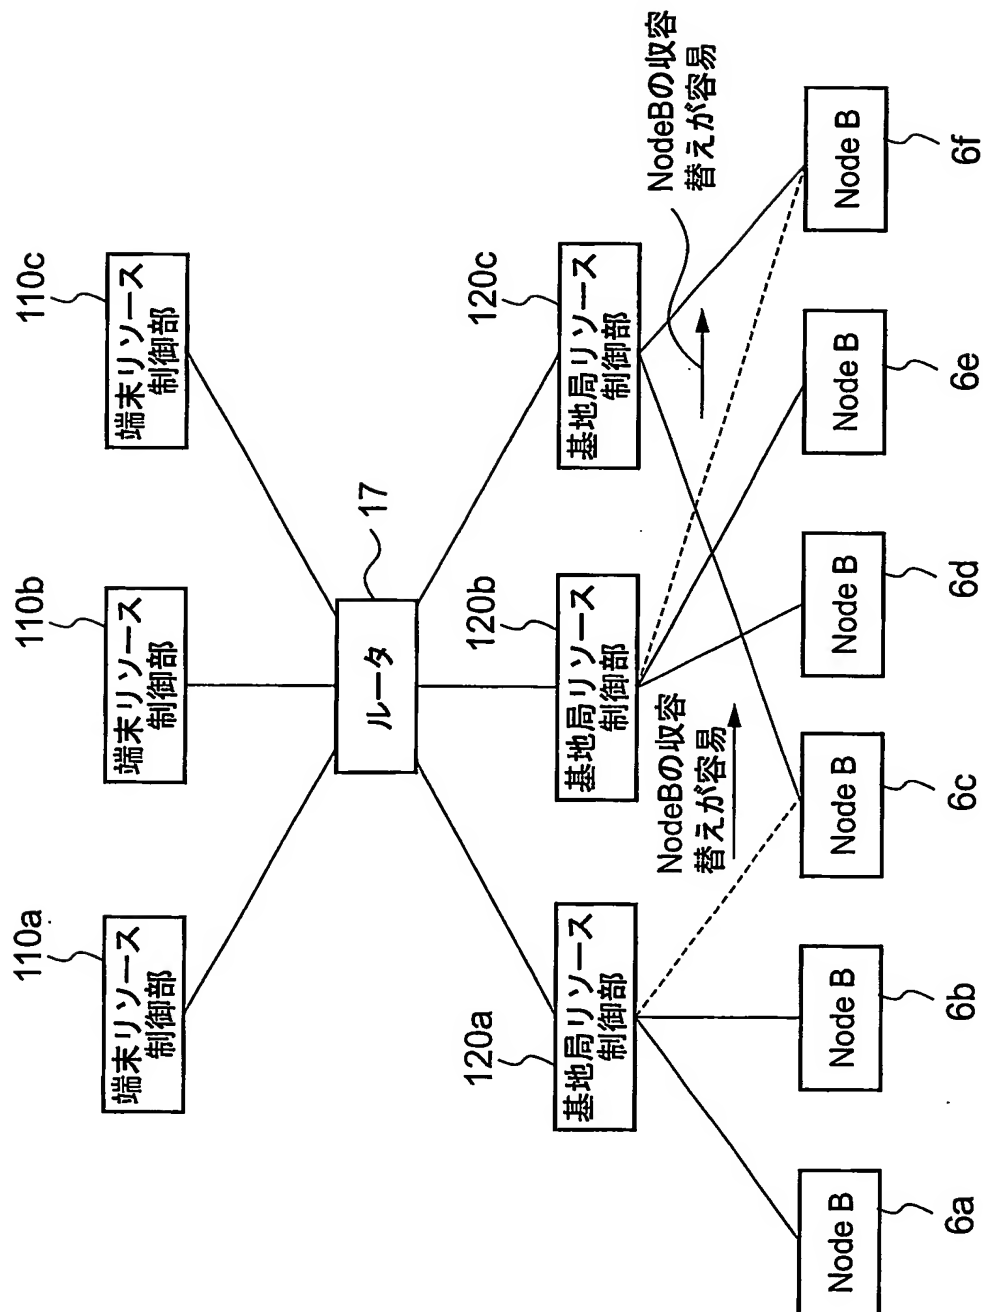 110a
110b
110c
端末リソース
制御部
端末リソース
制御部
端末リソース
制御部
17
ルータ
120a
120b
120c
基地局リソース
制御部
基地局リソース
制御部
基地局リソース
制御部
NodeBの収容
替えが容易
NodeBの収容
替えが容易
Node B
Node B
Node B
Node B
Node B
Node B
6a
6b
6c
6d
6e
6f